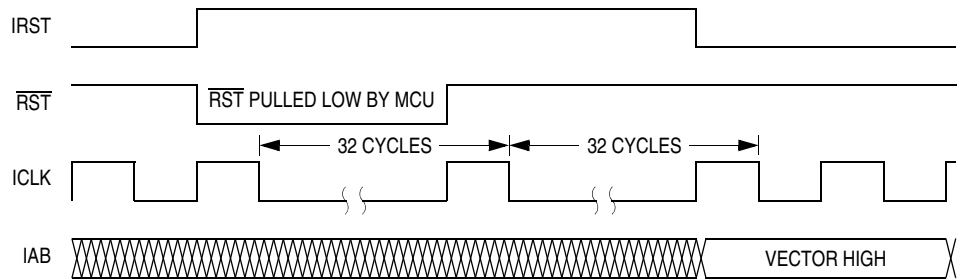 IRST
RST
RST PULLED LOW BY MCU
32 CYCLES
32 CYCLES
ICLK
IAB
VECTOR HIGH